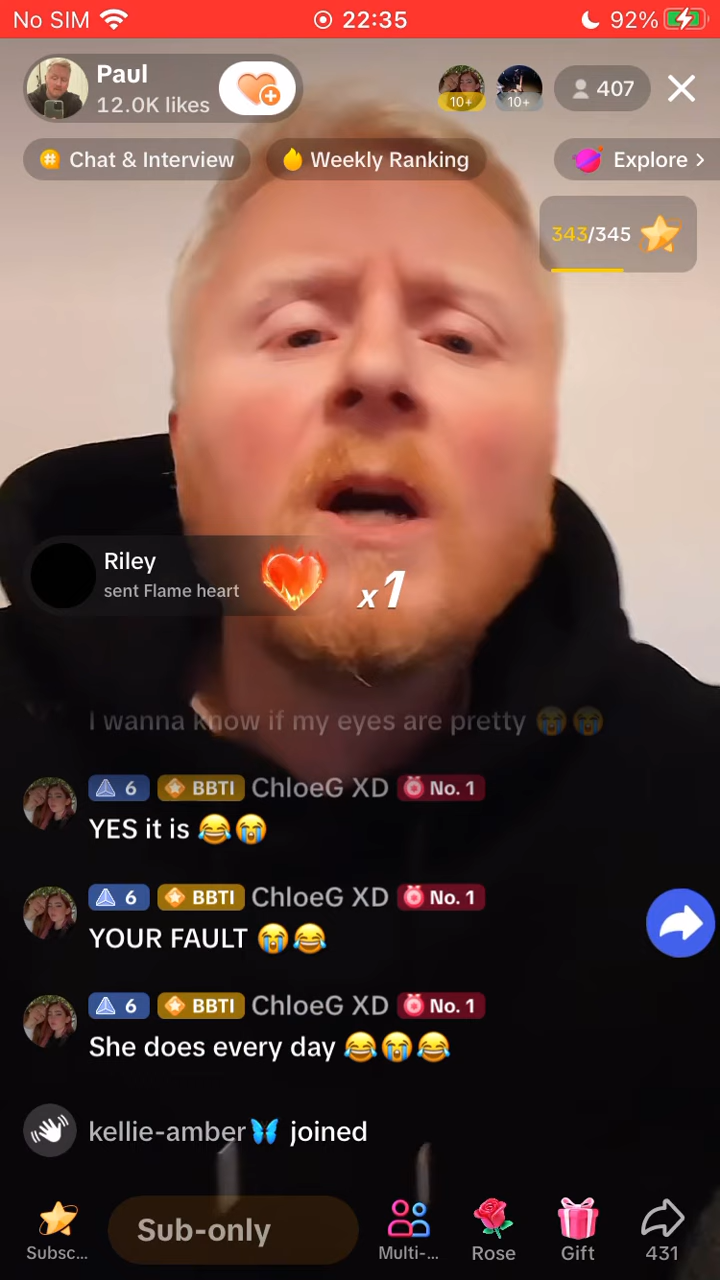 No SIM 22:35 92%
Paul
12.0K likes
10+ 10+ 407
Chat & Interview Weekly Ranking Explore >
343/345
Riley
sent Flame heart x1
I wanna know if my eyes are pretty 😭😭
6 BBTI ChloeG XD No. 1
YES it is 😂😭
6 BBTI ChloeG XD No. 1
YOUR FAULT 😭😂
6 BBTI ChloeG XD No. 1
She does every day 😂😭😂
kellie-amber🦋 joined
Sub-only
Subsc... Multi-... Rose Gift 431